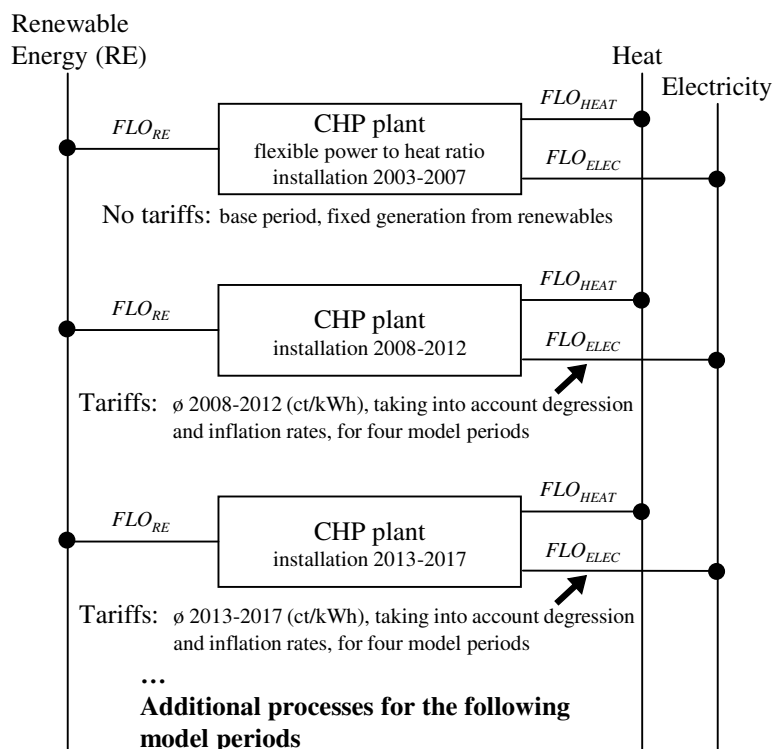 Renewable
Energy (RE)
Heat
Electricity
FLO_RE
CHP plant
flexible power to heat ratio
installation 2003-2007
FLO_HEAT
FLO_ELEC
No tariffs: base period, fixed generation from renewables
FLO_RE
CHP plant
installation 2008-2012
FLO_HEAT
FLO_ELEC
Tariffs: ø 2008-2012 (ct/kWh), taking into account degression
and inflation rates, for four model periods
FLO_RE
CHP plant
installation 2013-2017
FLO_HEAT
FLO_ELEC
Tariffs: ø 2013-2017 (ct/kWh), taking into account degression
and inflation rates, for four model periods
...
Additional processes for the following
model periods